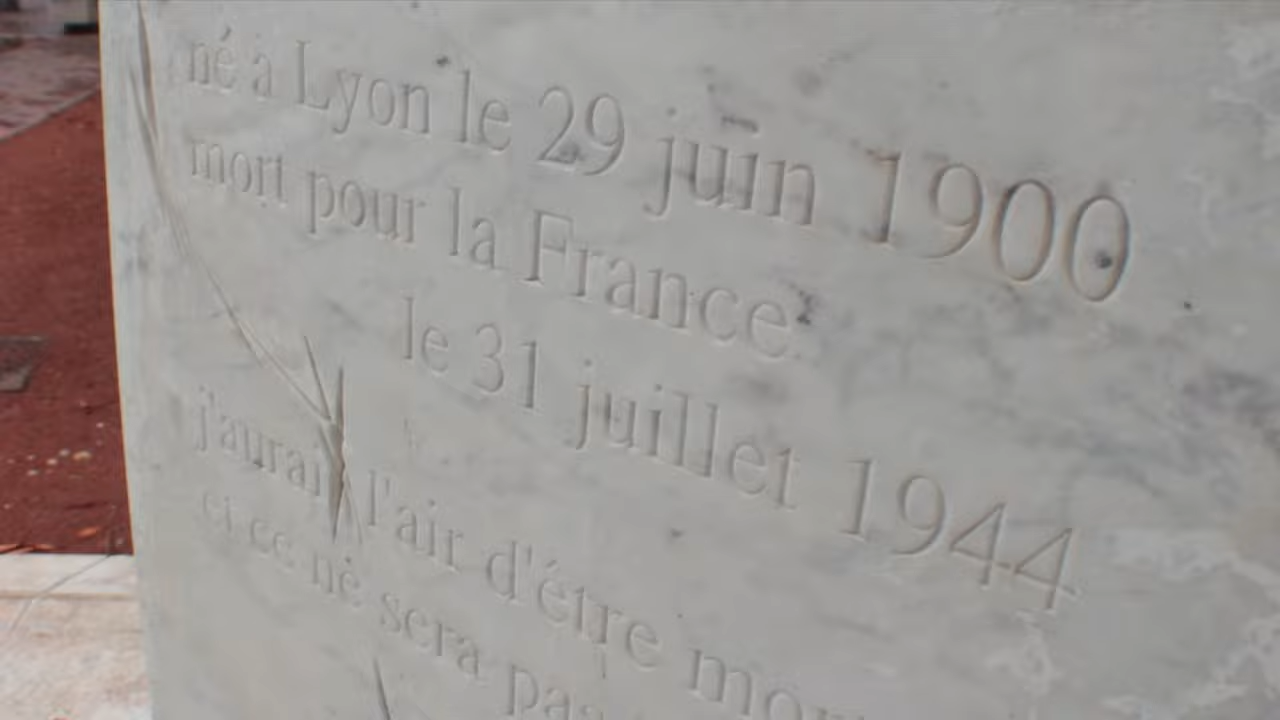 né à Lyon le 29 juin 1900
mort pour la France
le 31 juillet 1944
j'aurai l'air d'être
et ce ne sera pas